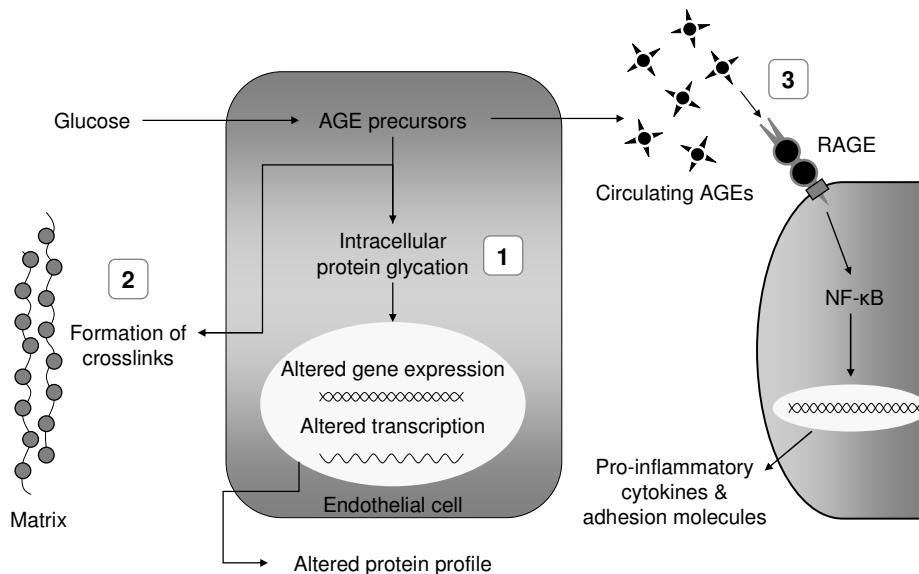 3
Glucose
AGE precursors
RAGE
Circulating AGEs
Intracellular
protein glycation
1
2
Formation of
crosslinks
NF-κB
Altered gene expression
Altered transcription
Pro-inflammatory
cytokines &
adhesion molecules
Endothelial cell
Matrix
Altered protein profile